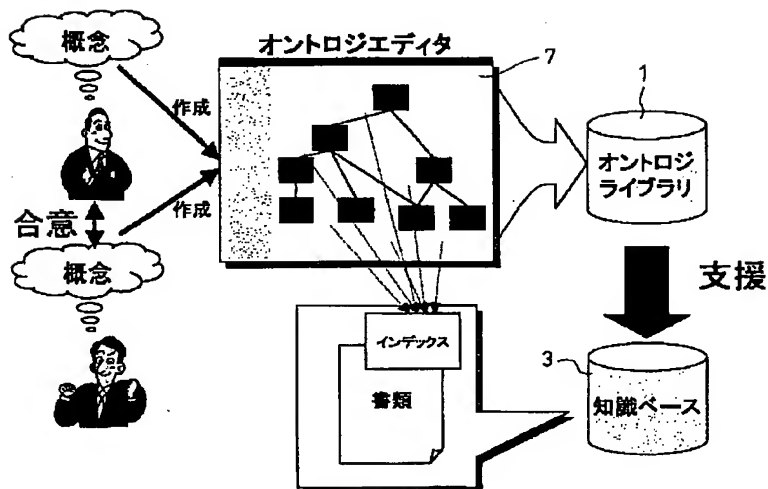 概念
オントロジエディタ
7
作成
1
オントロジ
ライブラリ
合意
作成
概念
支援
インデックス
書類
3
知識ベース